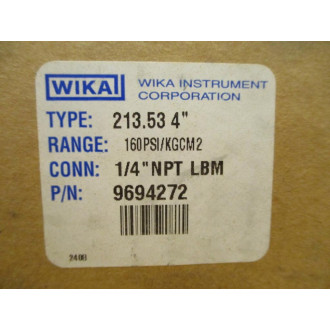 WIKA
WIKA INSTRUMENT
CORPORATION
TYPE: 213.53 4"
RANGE: 160PSI/KGCM2
CONN: 1/4"NPT LBM
P/N: 9694272